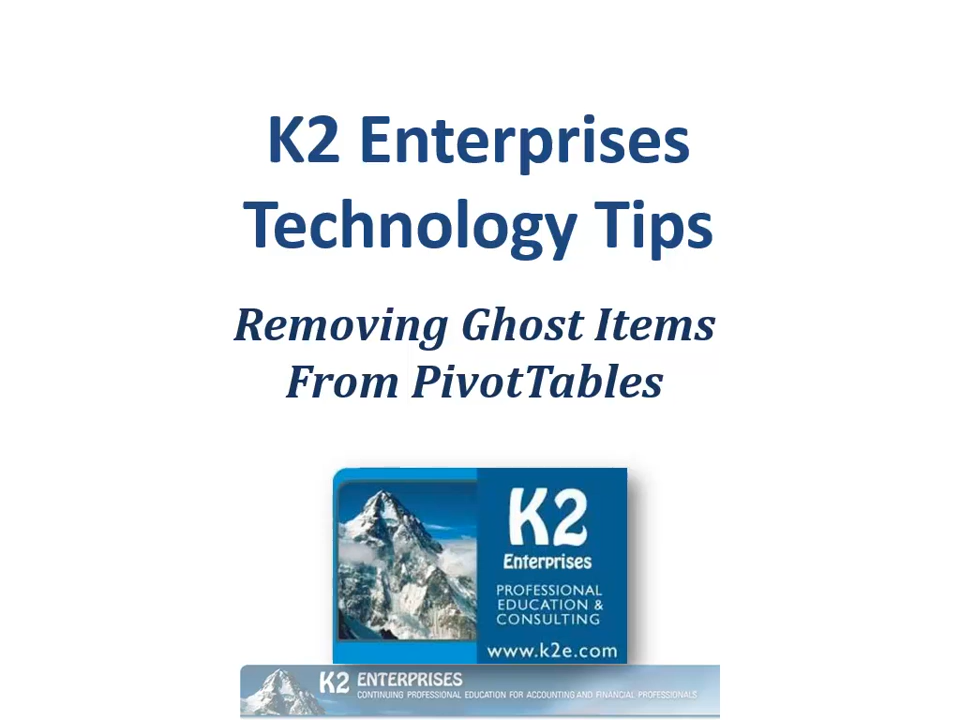 K2 Enterprises
Technology Tips
Removing Ghost Items
From PivotTables
K2
Enterprises
PROFESSIONAL
EDUCATION &
CONSULTING
www.k2e.com
K2 ENTERPRISES
CONTINUING PROFESSIONAL EDUCATION FOR ACCOUNTING AND FINANCIAL PROFESSIONALS